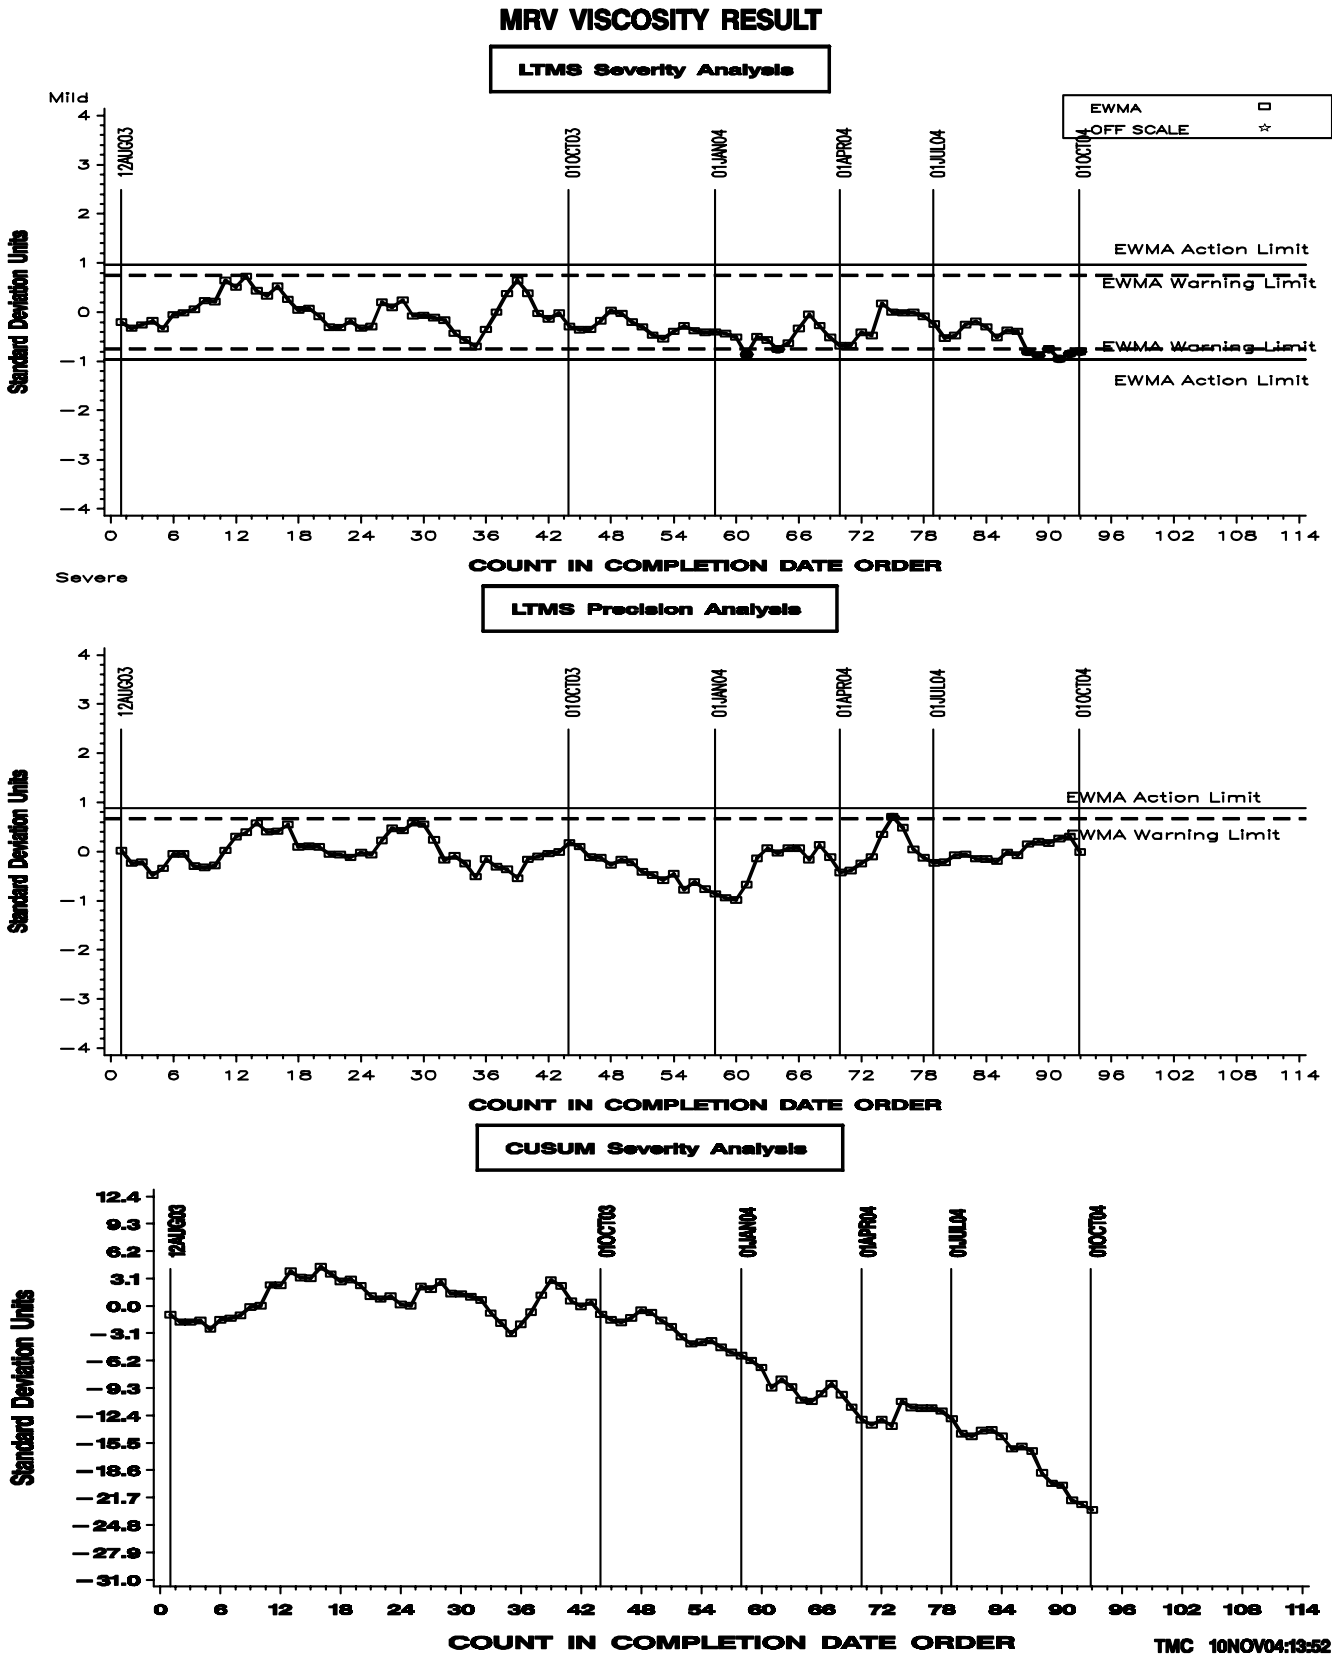 MRV VISCOSITY RESULT
LTMS Severity Analysis
Mild
EWMA
OFF SCALE
12AUG03 01OCT03 01JAN04 01APR04 01JUL04 01OCT04
4
3
2
1
0
-1
-2
-3
-4
Standard Deviation Units
EWMA Action Limit
EWMA Warning Limit
EWMA Warning Limit
EWMA Action Limit
0 6 12 18 24 30 36 42 48 54 60 66 72 78 84 90 96 102 108 114
COUNT IN COMPLETION DATE ORDER
Severe
LTMS Precision Analysis
12AUG03 01OCT03 01JAN04 01APR04 01JUL04 01OCT04
4
3
2
1
0
-1
-2
-3
-4
Standard Deviation Units
EWMA Action Limit
EWMA Warning Limit
0 6 12 18 24 30 36 42 48 54 60 66 72 78 84 90 96 102 108 114
COUNT IN COMPLETION DATE ORDER
CUSUM Severity Analysis
12AUG03 01OCT03 01JAN04 01APR04 01JUL04 01OCT04
12.4
9.3
6.2
3.1
0.0
-3.1
-6.2
-9.3
-12.4
-15.5
-18.6
-21.7
-24.8
-27.9
-31.0
Standard Deviation Units
0 6 12 18 24 30 36 42 48 54 60 66 72 78 84 90 96 102 108 114
COUNT IN COMPLETION DATE ORDER
TMC 10NOV04:13:52